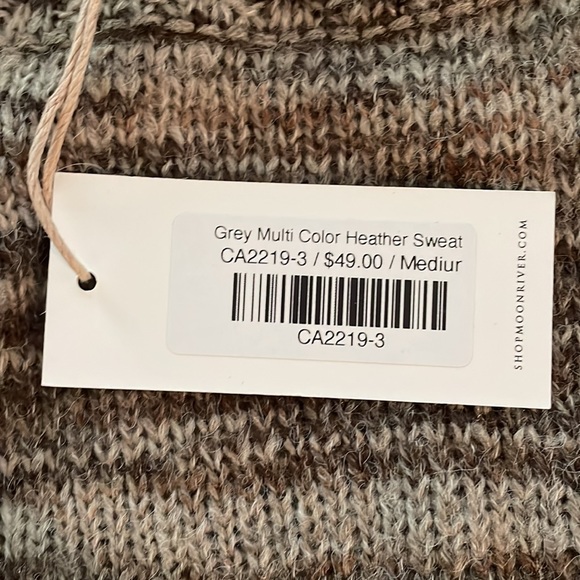 Grey Multi Color Heather Sweat
CA2219-3 / $49.00 / Mediur
CA2219-3
SHOPMOONRIVER.COM